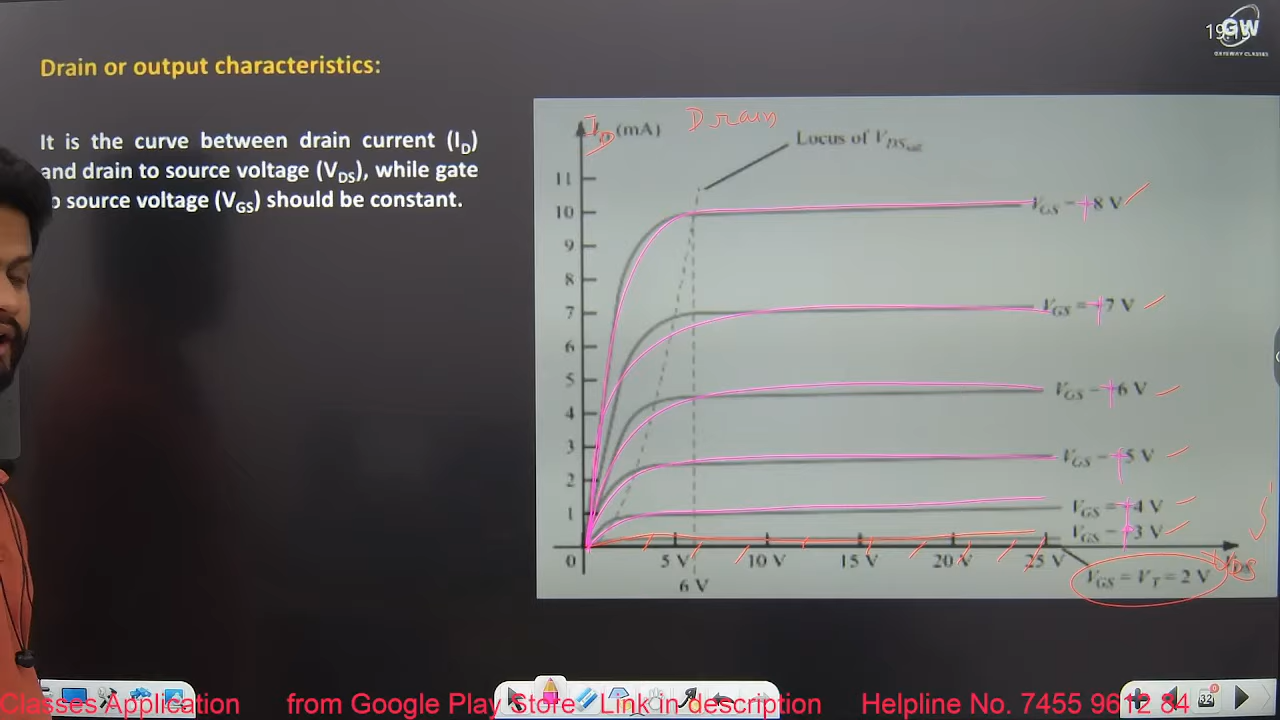 GW
GATEWAY CLASSES
Drain or output characteristics:
It is the curve between drain current (ID)
and drain to source voltage (VDS), while gate
source voltage (VGS) should be constant.
ID (mA)
Drain
Locus of VDSsat
11
10
9
8
7
6
5
4
3
2
1
0
VGS = +8 V
VGS = +7 V
VGS = +6 V
VGS = +5 V
VGS = +4 V
VGS = +3 V
5 V
10 V
15 V
20 V
25 V
VDS
6 V
VGS = VT = 2 V
Classes Application from Google Play Store. Link in description Helpline No. 7455 9612 84